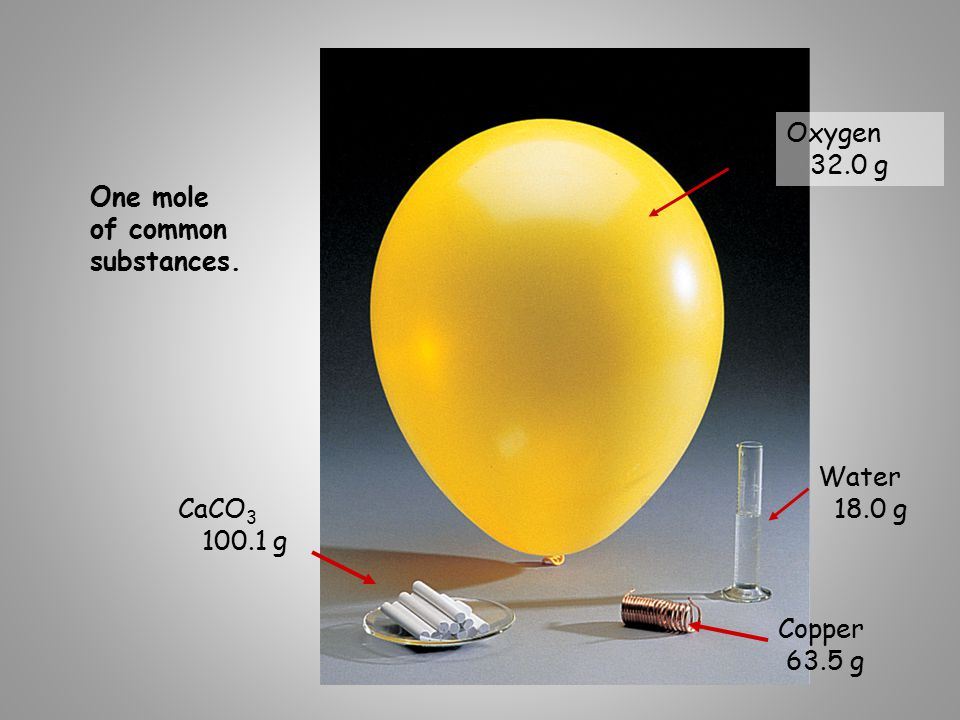 One mole
of common
substances.
Oxygen
32.0 g
Water
18.0 g
CaCO₃
100.1 g
Copper
63.5 g